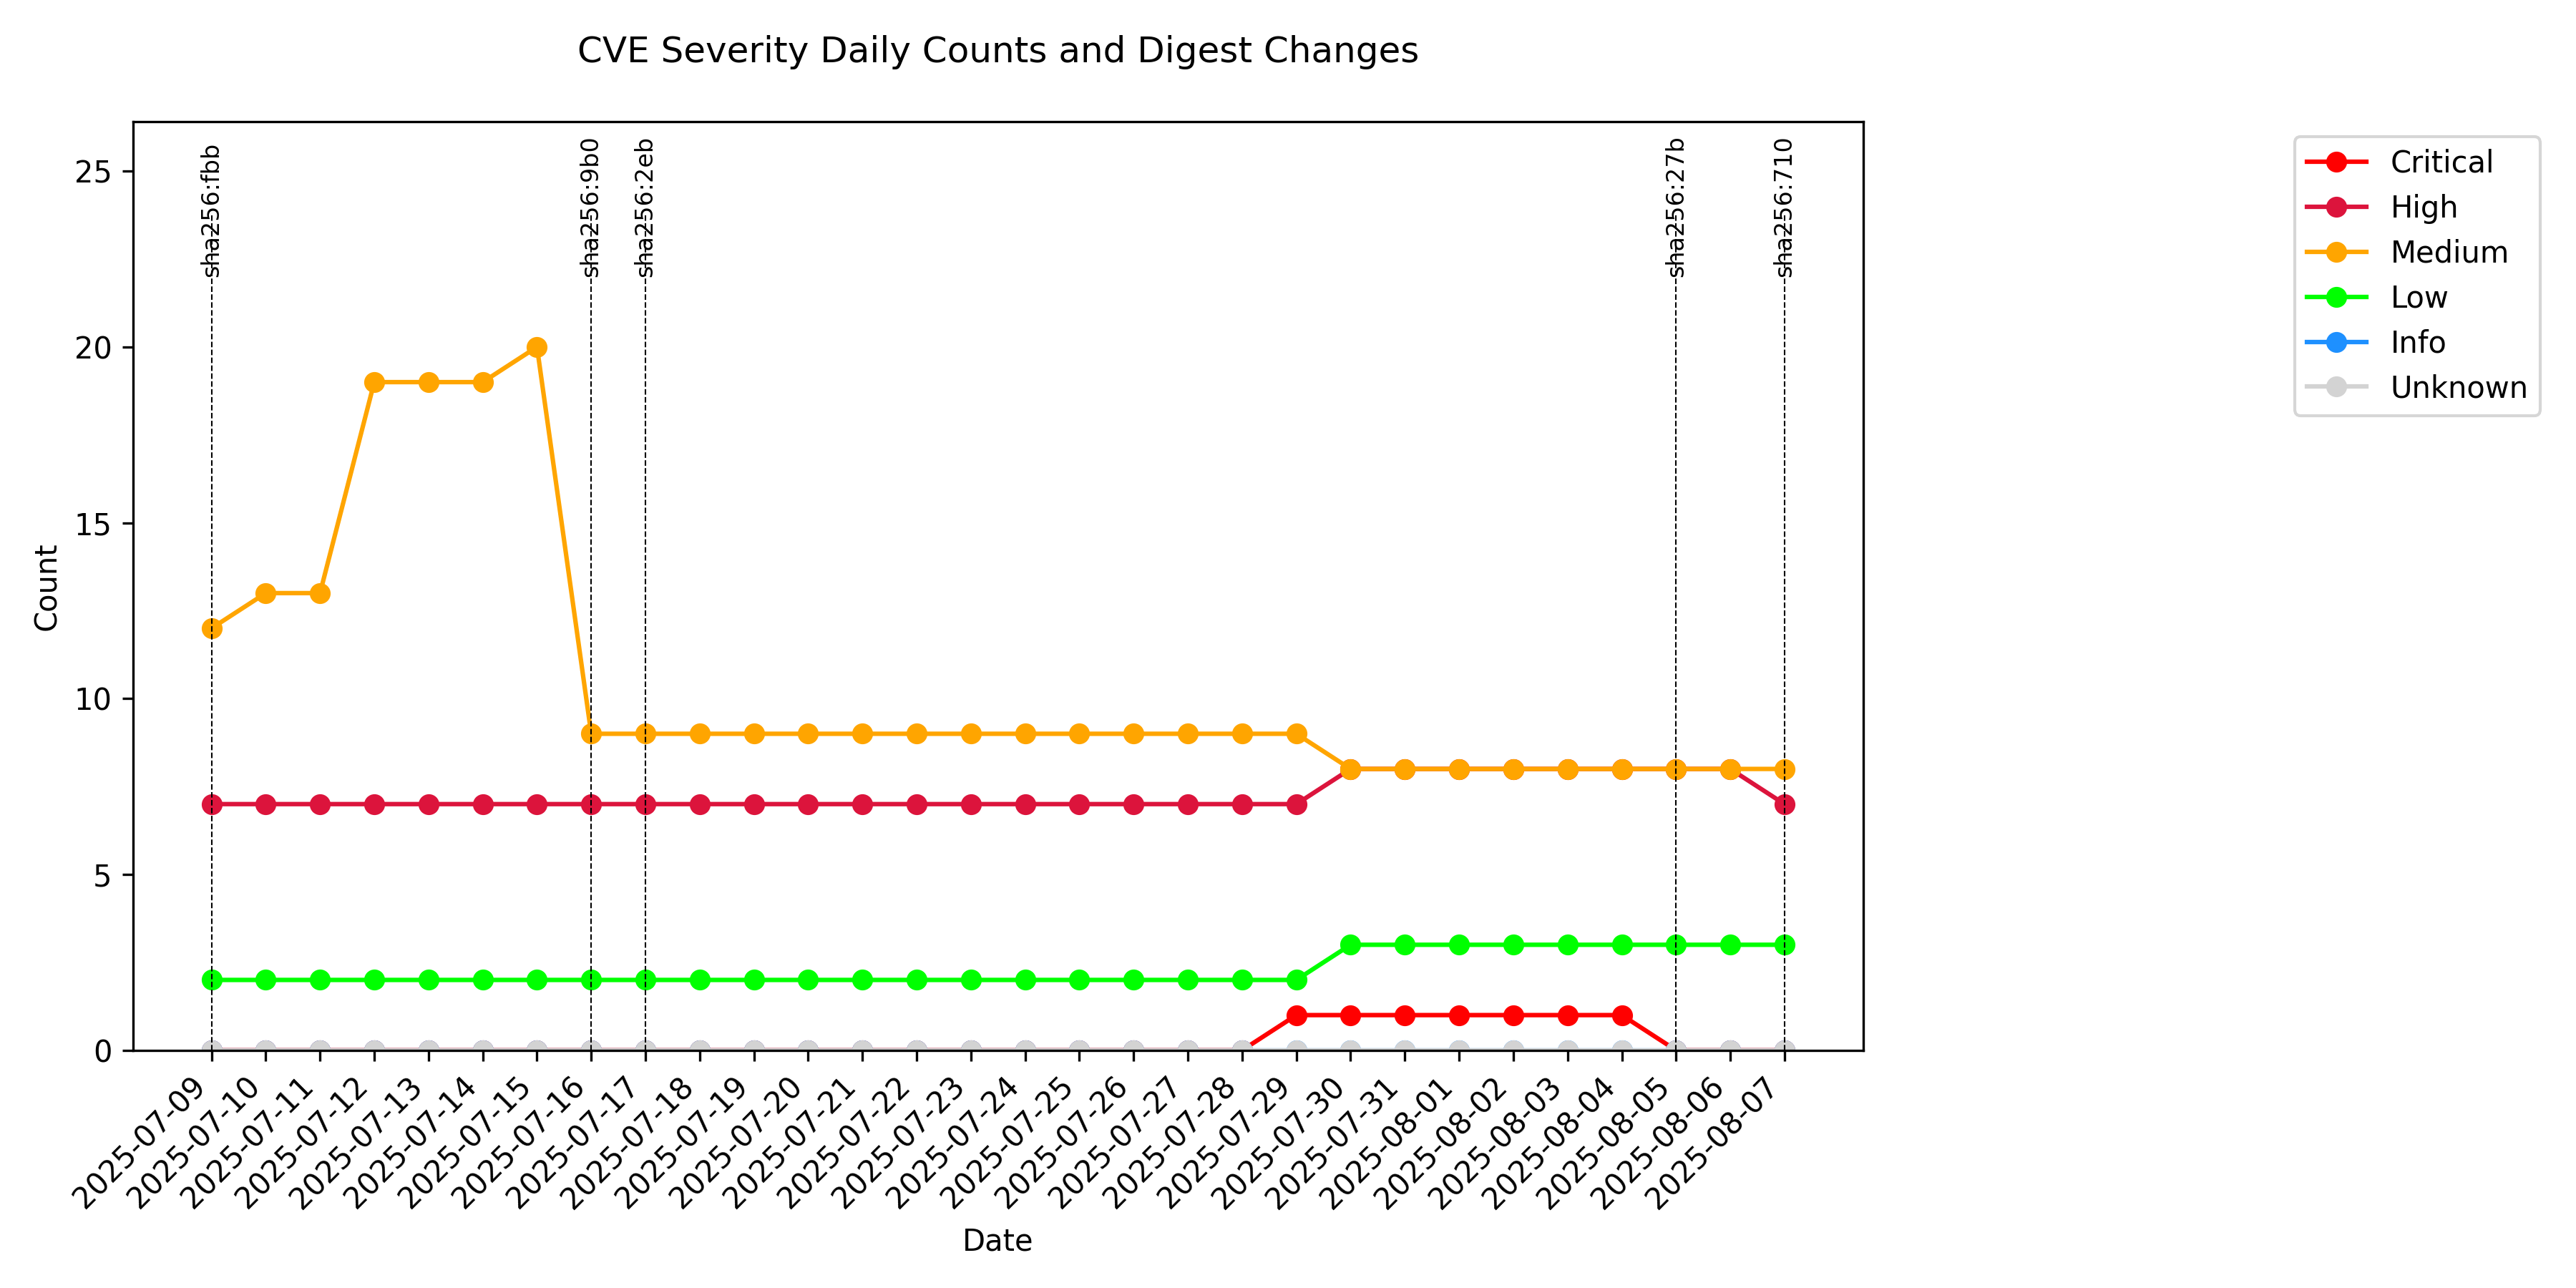 CVE Severity Daily Counts and Digest Changes
sha256:fbb
sha256:9b0
sha256:2eb
sha256:27b
sha256:710
Critical
High
Medium
Low
Info
Unknown
25
20
15
10
5
0
Count
2025-07-09
2025-07-10
2025-07-11
2025-07-12
2025-07-13
2025-07-14
2025-07-15
2025-07-16
2025-07-17
2025-07-18
2025-07-19
2025-07-20
2025-07-21
2025-07-22
2025-07-23
2025-07-24
2025-07-25
2025-07-26
2025-07-27
2025-07-28
2025-07-29
2025-07-30
2025-07-31
2025-08-01
2025-08-02
2025-08-03
2025-08-04
2025-08-05
2025-08-06
2025-08-07
Date